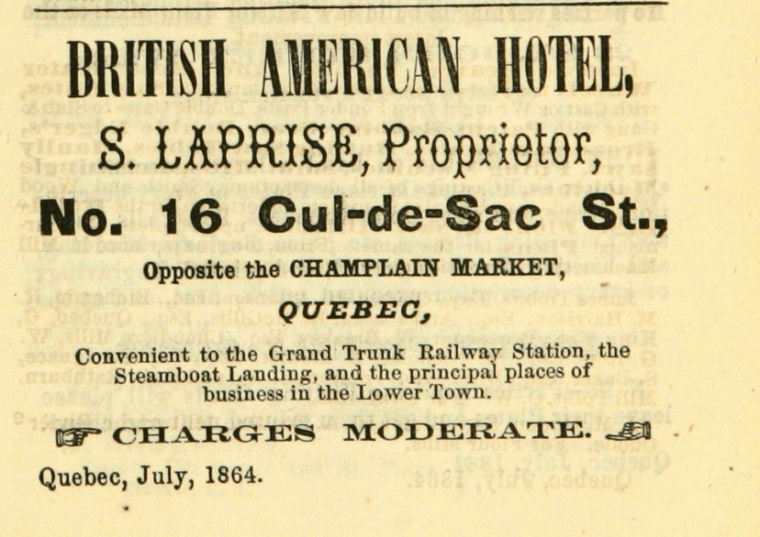 BRITISH AMERICAN HOTEL,
S. LAPRISE, Proprietor,
No. 16 Cul-de-Sac St.,
Opposite the CHAMPLAIN MARKET,
QUEBEC,
Convenient to the Grand Trunk Railway Station, the
Steamboat Landing, and the principal places of
business in the Lower Town.
☞ CHARGES MODERATE. ☜
Quebec, July, 1864.